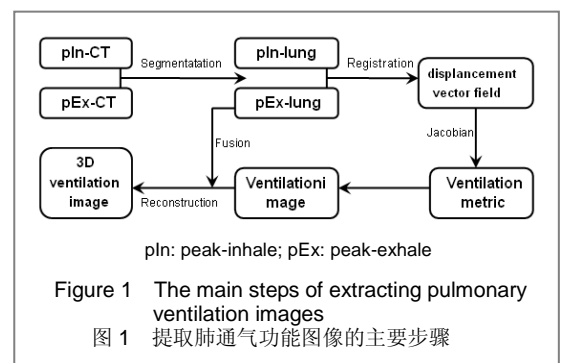 pIn-CT
pEx-CT
Segmentatation
pIn-lung
pEx-lung
Registration
displancement
vector field
Jacobian
Fusion
3D
ventilation
image
Reconstruction
Ventilationi
mage
Ventilation
metric
pIn: peak-inhale; pEx: peak-exhale
Figure 1 The main steps of extracting pulmonary
ventilation images
图 1 提取肺通气功能图像的主要步骤